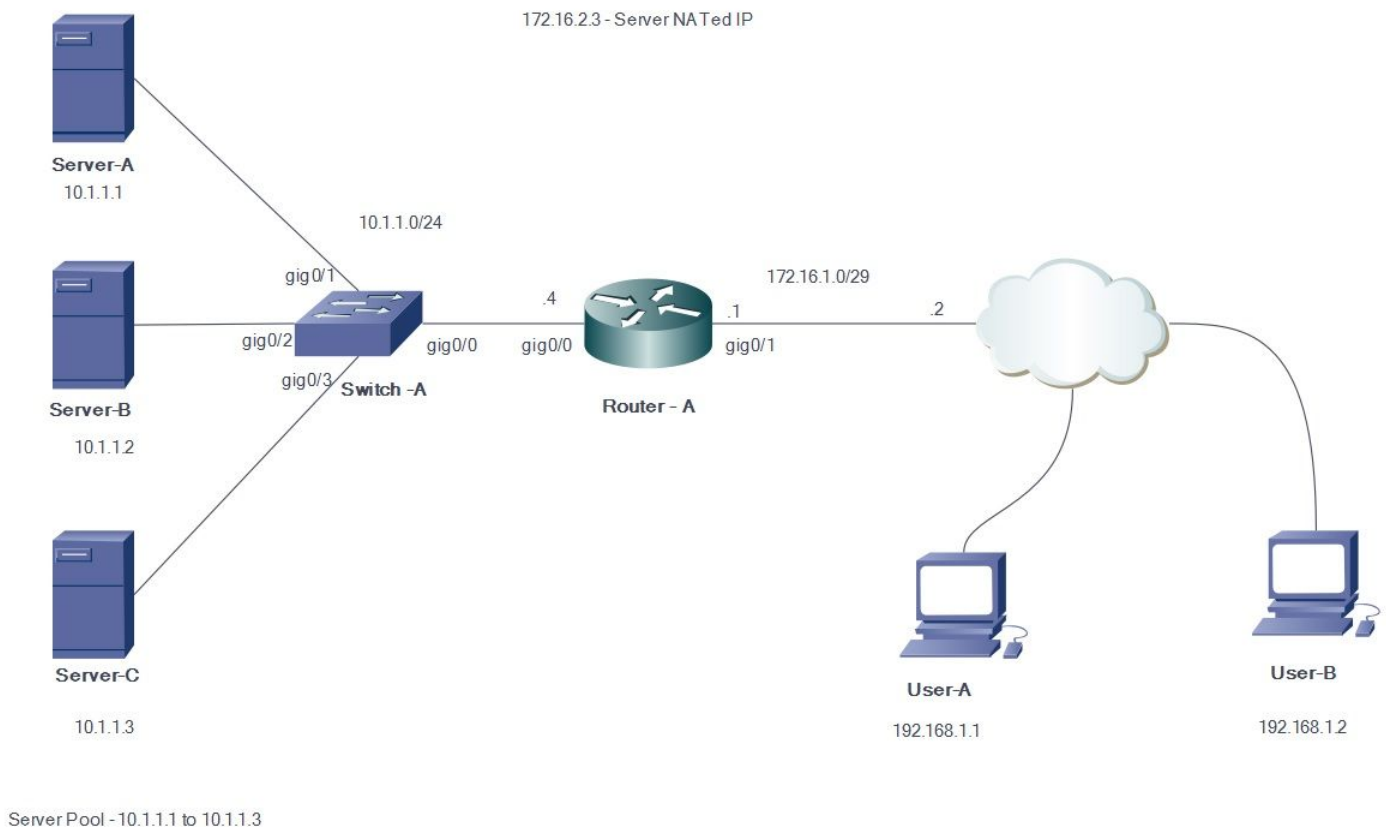 172.16.2.3 - Server NATed IP
Server-A
10.1.1.1
10.1.1.0/24
gig0/1
172.16.1.0/29
.4
.1
.2
gig0/2
gig0/0
gig0/0
gig0/1
gig0/3
Switch -A
Server-B
Router - A
10.1.1.2
Server-C
User-A
User-B
10.1.1.3
192.168.1.1
192.168.1.2
Server Pool - 10.1.1.1 to 10.1.1.3